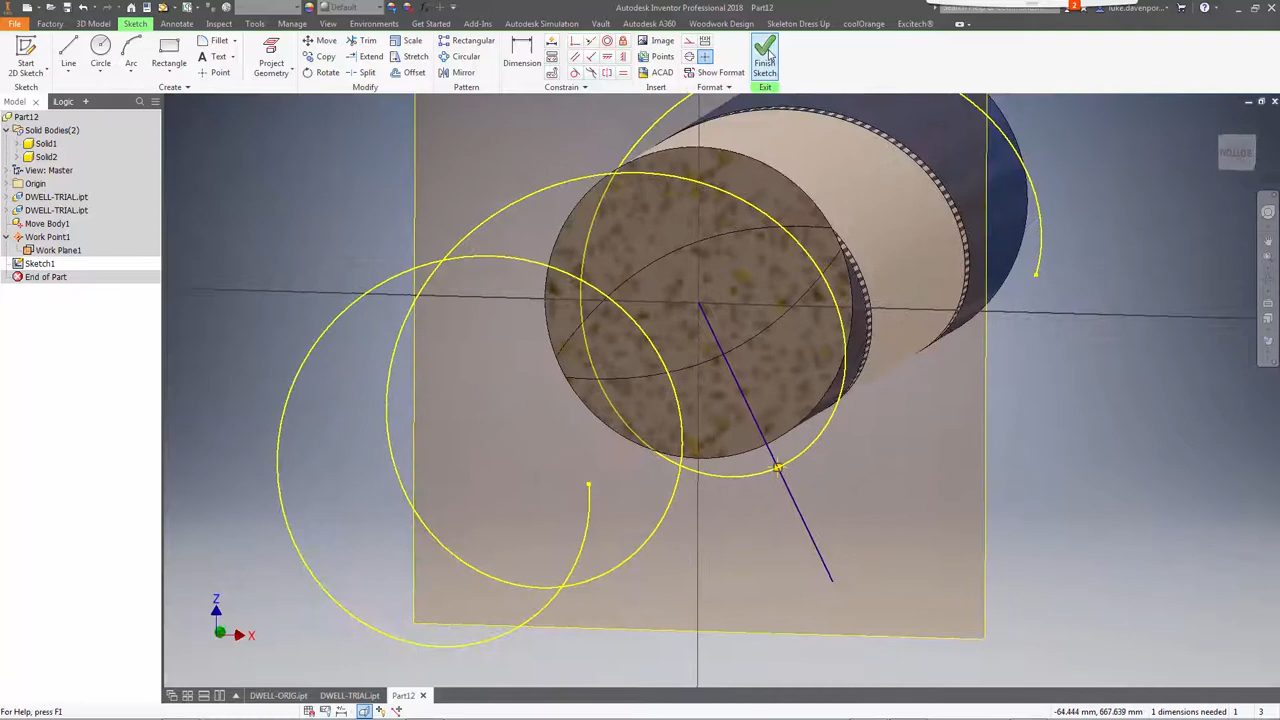 Default
Autodesk Inventor Professional 2018 Part12
2
File Factory 3D Model Sketch Annotate Inspect Tools Manage View Environments Get Started Add-Ins Autodesk Simulation Vault Autodesk A360 Woodwork Design Skeleton Dress Up coolOrange Excitech®
Start
2D Sketch
Line Circle Arc Rectangle
Fillet
Text
Point
Project
Geometry
Move Trim Scale
Copy Extend Stretch
Rotate Split Offset
Rectangular
Circular
Mirror
Dimension
Image
Points
ACAD
Show Format
Finish
Sketch
Sketch Create Modify Pattern Constrain Insert Format Exit
Model iLogic
Part12
Solid Bodies(2)
Solid1
Solid2
View: Master
Origin
DWELL-TRIAL.ipt
DWELL-TRIAL.ipt
Move Body1
Work Point1
Work Plane1
Sketch1
End of Part
BOTTOM
Z
X
DWELL-ORIG.ipt DWELL-TRIAL.ipt Part12
For Help, press F1
-64.444 mm, 667.639 mm 1 dimensions needed 1 3